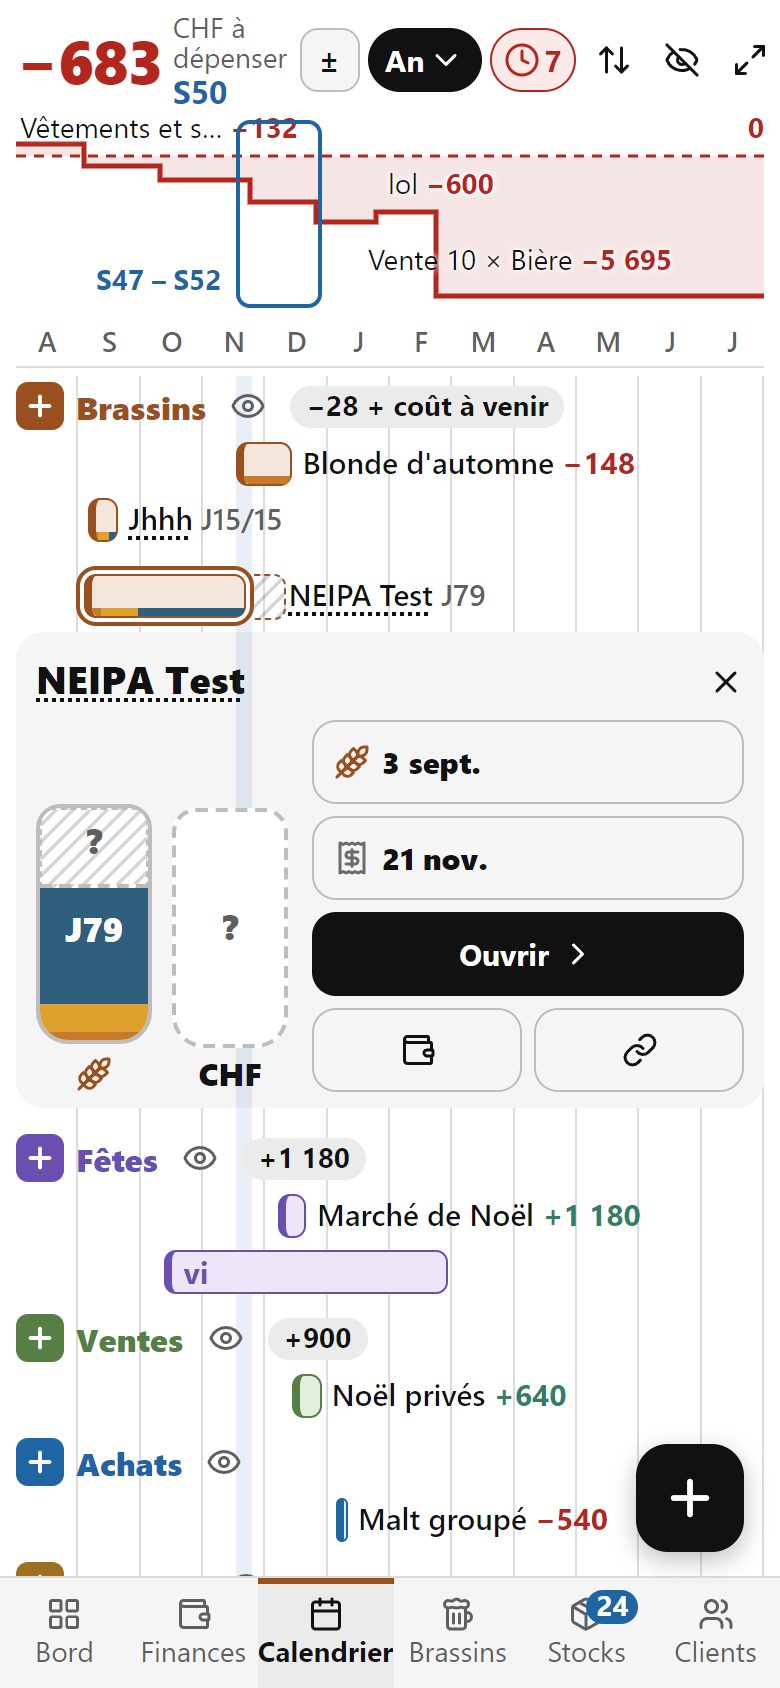 −683
CHF à
dépenser
S50
±
An
7
Vêtements et s... −132
0
lol −600
Vente 10 × Bière −5 695
S47 – S52
A S O N D J F M A M J J
Brassins
−28 + coût à venir
Blonde d'automne −148
Jhhh J15/15
NEIPA Test J79
NEIPA Test
3 sept.
?
21 nov.
J79
?
Ouvrir
CHF
Fêtes
+1 180
Marché de Noël +1 180
vi
Ventes
+900
Noël privés +640
Achats
Malt groupé −540
24
Bord Finances Calendrier Brassins Stocks Clients